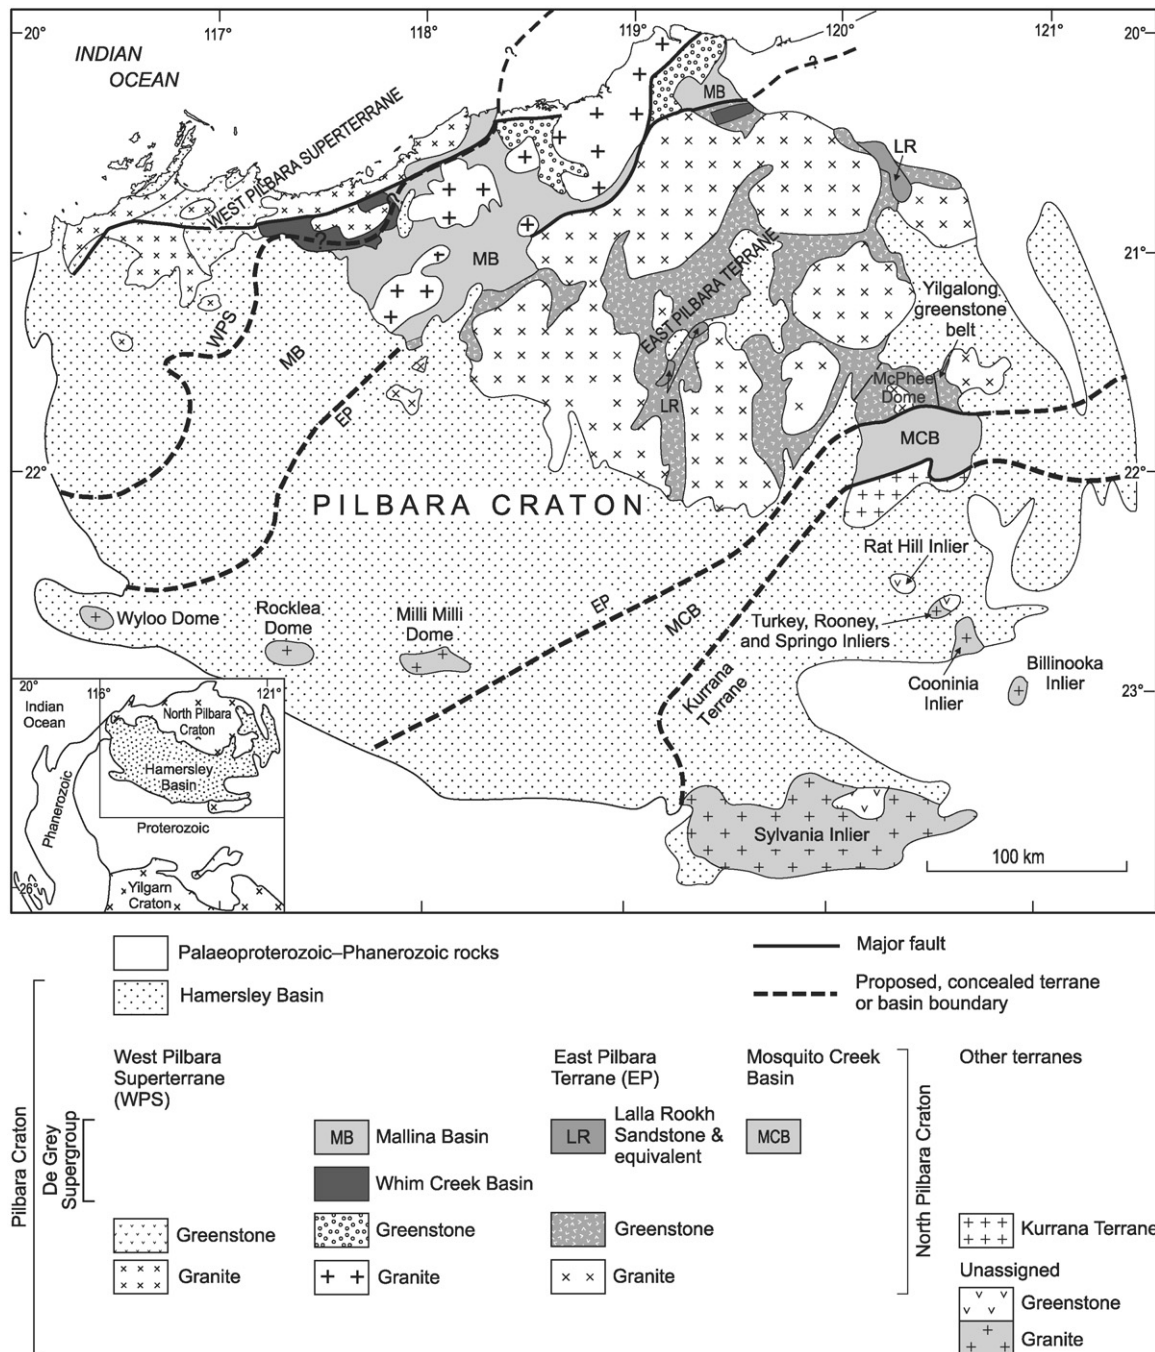 20°
117°
118°
119°
120°
121°
20°
INDIAN
OCEAN
?
?
MB
LR
WEST PILBARA SUPERTERRANE
?
?
21°
21°
MB
EAST PILBARA TERRANE
Yilgalong
greenstone
belt
WPS
MB
EP
LR
McPhee
Dome
MCB
22°
22°
PILBARA CRATON
Rat Hill Inlier
Wyloo Dome
Rocklea
Dome
Milli Milli
Dome
EP
MCB
Turkey, Rooney,
and Springo Inliers
Kurrana
Terrane
Cooninia
Inlier
Billinooka
Inlier
23°
20°
116°
121°
Indian
Ocean
North Pilbara
Craton
Hamersley
Basin
Phanerozoic
Proterozoic
26°
Yilgarn
Craton
Sylvania Inlier
100 km
118°
119°
120°
Palaeoproterozoic–Phanerozoic rocks
Hamersley Basin
Major fault
Proposed, concealed terrane
or basin boundary
Pilbara Craton
De Grey
Supergroup
West Pilbara
Superterrane
(WPS)
East Pilbara
Terrane (EP)
Mosquito Creek
Basin
North Pilbara Craton
Other terranes
MB Mallina Basin
LR Lalla Rookh
Sandstone &
equivalent
MCB
Whim Creek Basin
Greenstone
Greenstone
Greenstone
Kurrana Terrane
Granite
Granite
Granite
Unassigned
Greenstone
Granite